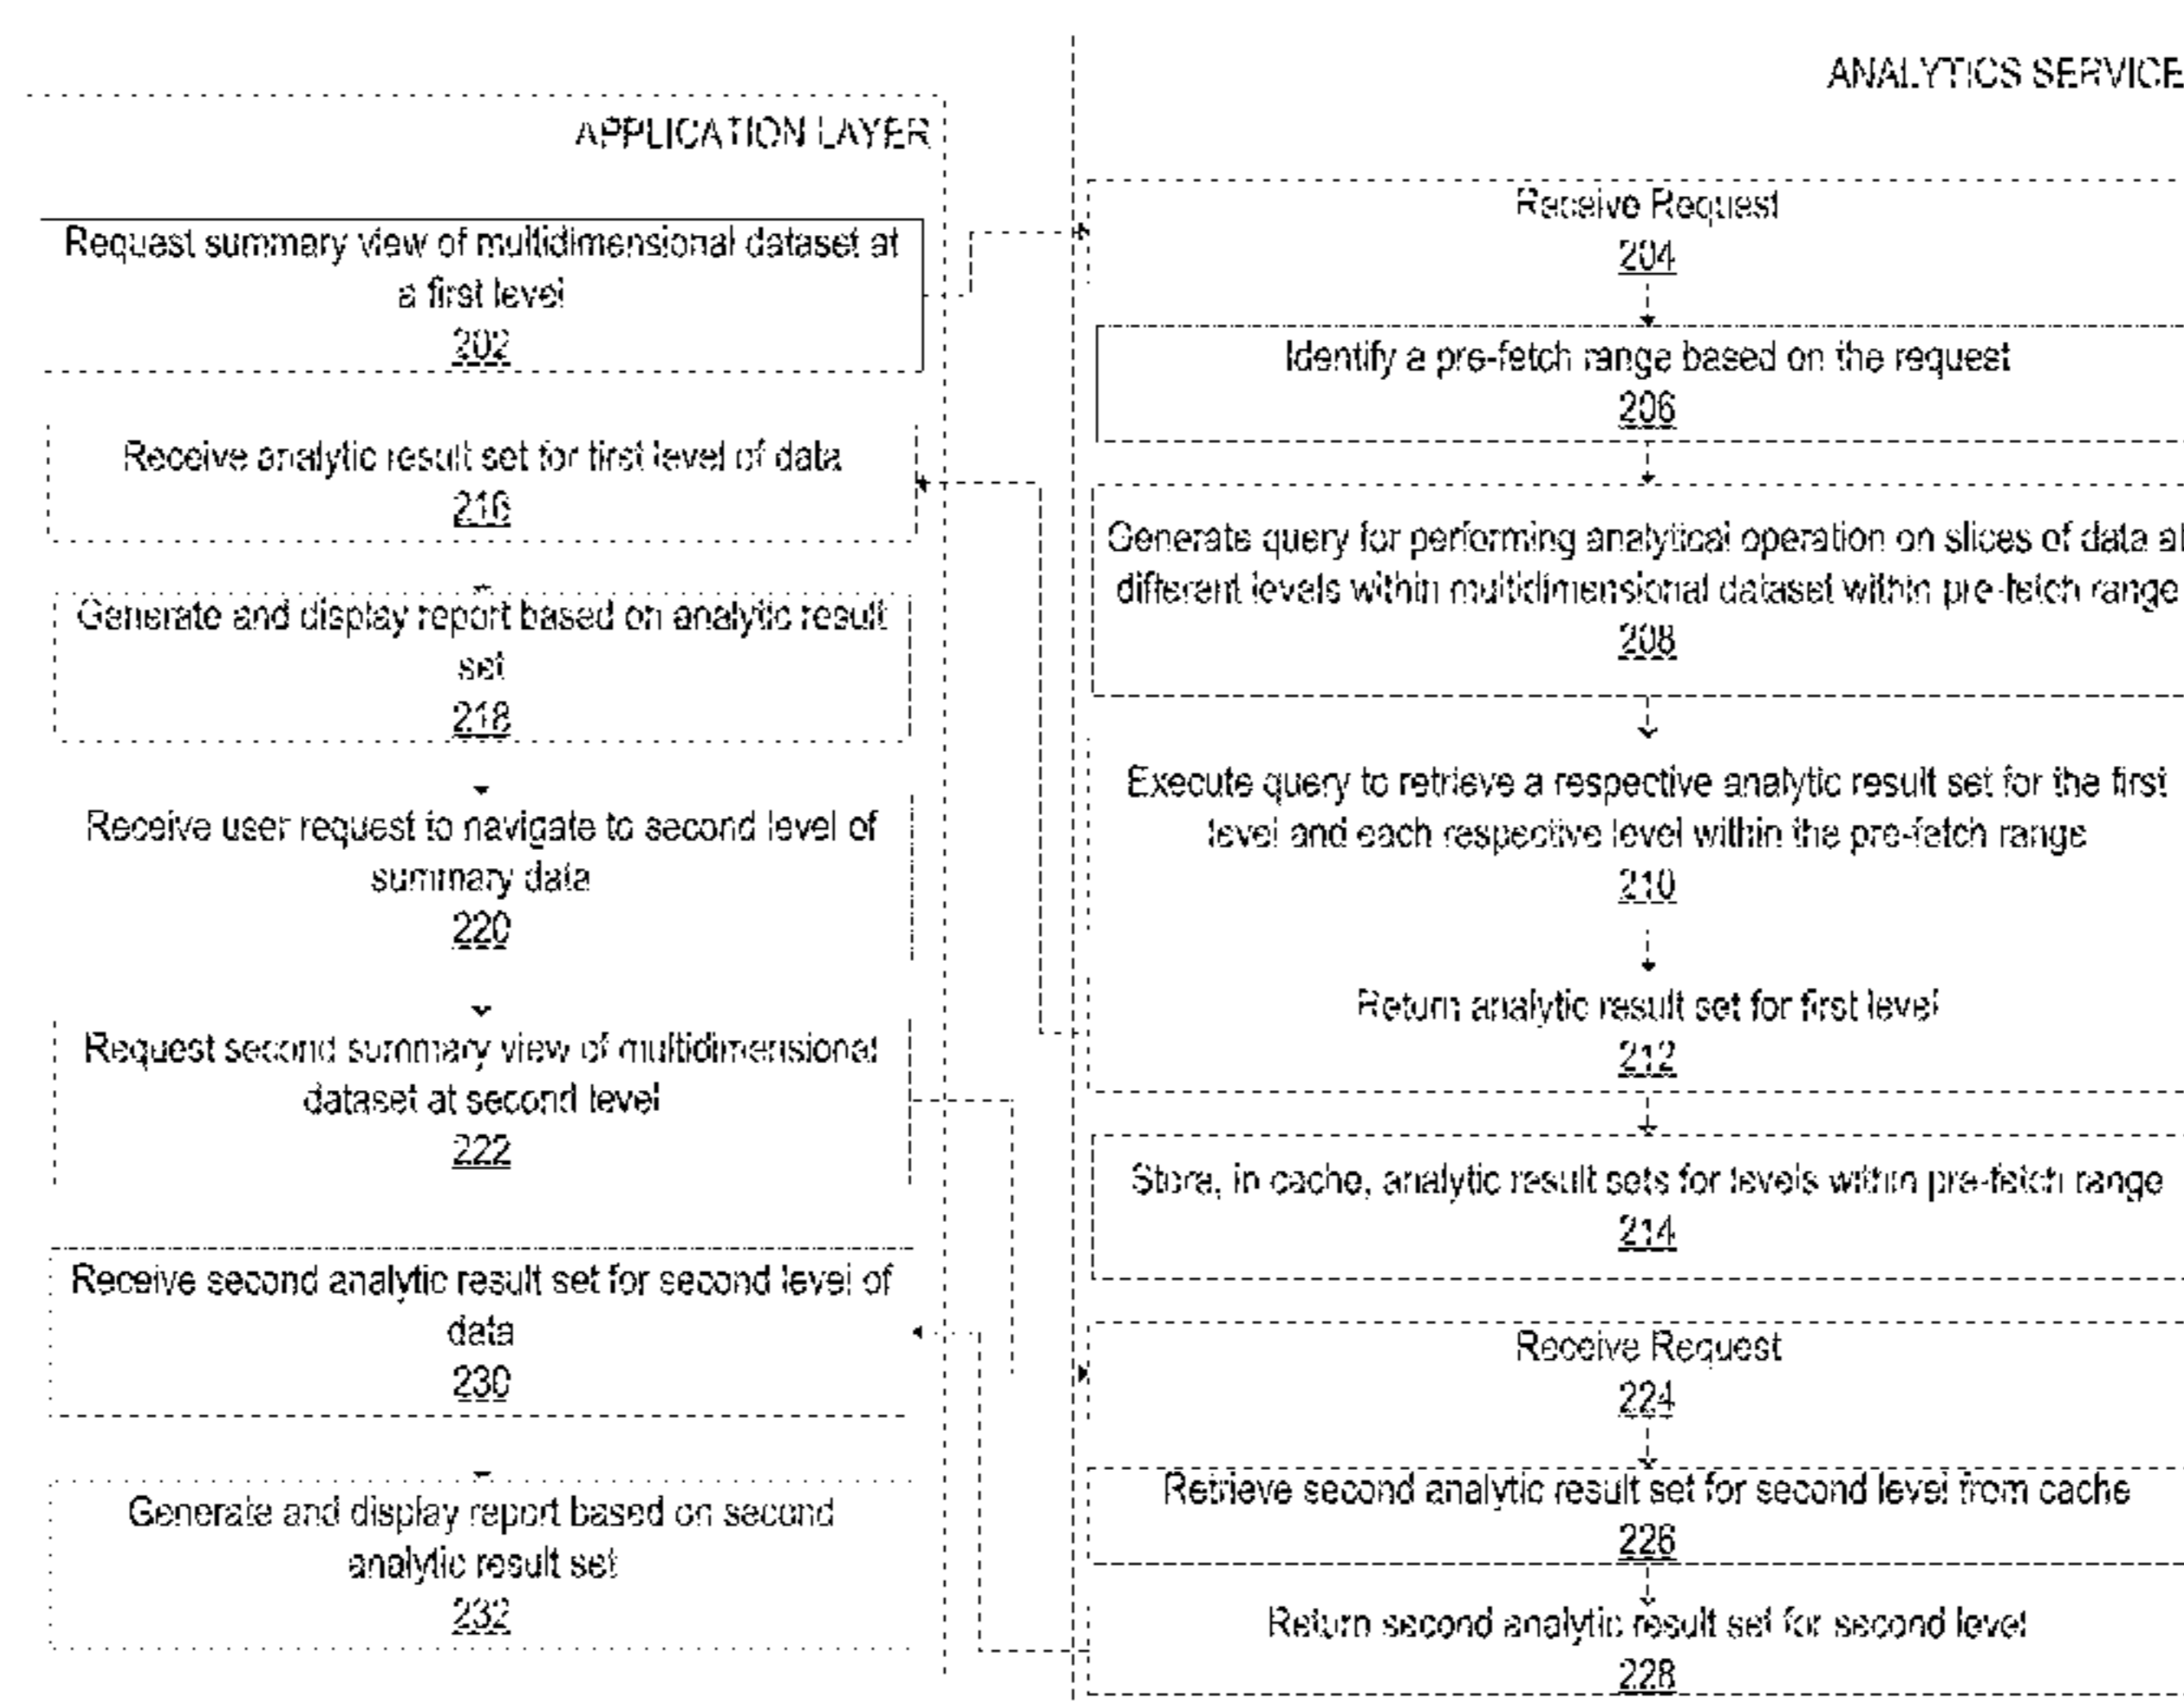 APPLICATION LAYER
Request summary view of multidimensional dataset at
a first level
202
Receive analytic result set for first level of data
216
Generate and display report based on analytic result
set
218
Receive user request to navigate to second level of
summary data
220
Request second summary view of multidimensional
dataset at second level
222
Receive second analytic result set for second level of
data
230
Generate and display report based on second
analytic result set
232
ANALYTICS SERVICE
Receive Request
204
Identify a pre-fetch range based on the request
206
Generate query for performing analytical operation on slices of data at
different levels within multidimensional dataset within pre-fetch range
208
Execute query to retrieve a respective analytic result set for the first
level and each respective level within the pre-fetch range
210
Return analytic result set for first level
212
Store, in cache, analytic result sets for levels within pre-fetch range
214
Receive Request
224
Retrieve second analytic result set for second level from cache
226
Return second analytic result set for second level
228